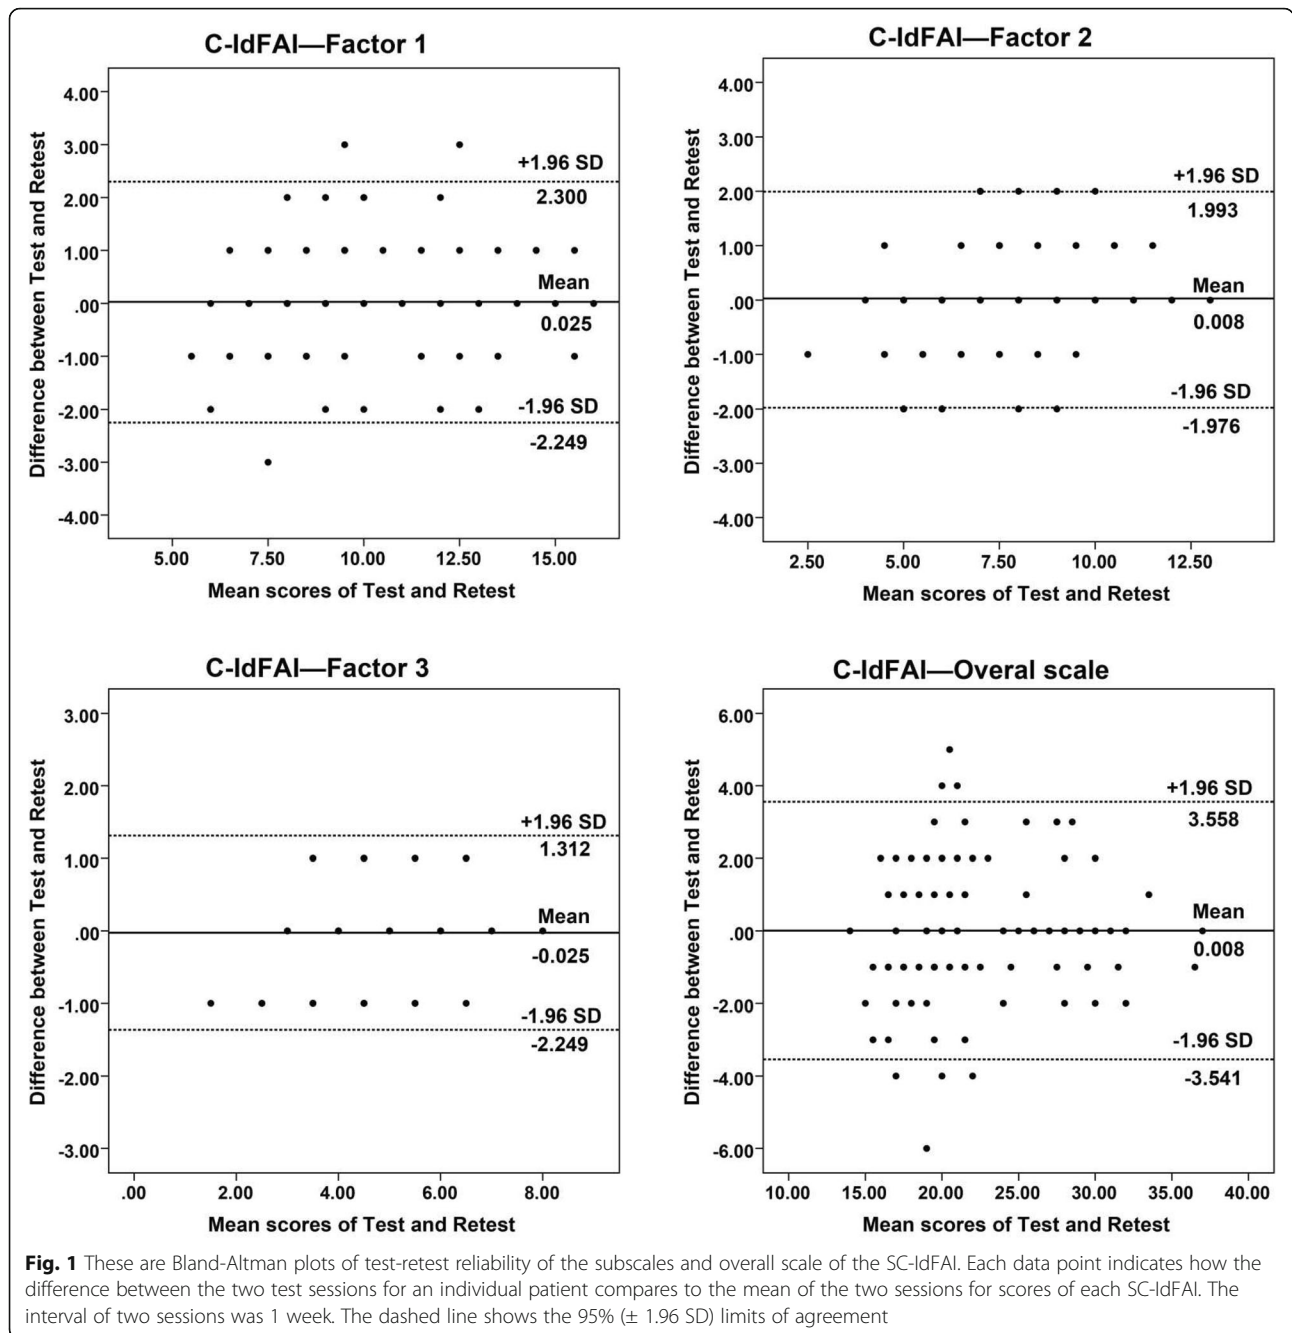 C-IdFAI—Factor 1
Difference between Test and Retest
4.00
3.00
2.00
1.00
.00
-1.00
-2.00
-3.00
-4.00
+1.96 SD
2.300
Mean
0.025
-1.96 SD
-2.249
5.00 7.50 10.00 12.50 15.00
Mean scores of Test and Retest
C-IdFAI—Factor 2
Difference between Test and Retest
4.00
3.00
2.00
1.00
.00
-1.00
-2.00
-3.00
-4.00
+1.96 SD
1.993
Mean
0.008
-1.96 SD
-1.976
2.50 5.00 7.50 10.00 12.50
Mean scores of Test and Retest
C-IdFAI—Factor 3
Difference between Test and Retest
3.00
2.00
1.00
.00
-1.00
-2.00
-3.00
+1.96 SD
1.312
Mean
-0.025
-1.96 SD
-2.249
.00 2.00 4.00 6.00 8.00
Mean scores of Test and Retest
C-IdFAI—Overal scale
Difference between Test and Retest
6.00
4.00
2.00
.00
-2.00
-4.00
-6.00
+1.96 SD
3.558
Mean
0.008
-1.96 SD
-3.541
10.00 15.00 20.00 25.00 30.00 35.00 40.00
Mean scores of Test and Retest
Fig. 1 These are Bland-Altman plots of test-retest reliability of the subscales and overall scale of the SC-IdFAI. Each data point indicates how the
difference between the two test sessions for an individual patient compares to the mean of the two sessions for scores of each SC-IdFAI. The
interval of two sessions was 1 week. The dashed line shows the 95% (± 1.96 SD) limits of agreement